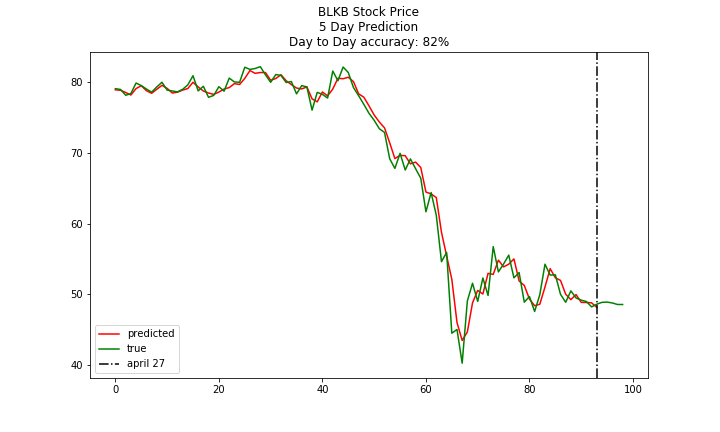 BLKB Stock Price
5 Day Prediction
Day to Day accuracy: 82%
80
70
60
50
40
predicted
true
april 27
0 20 40 60 80 100